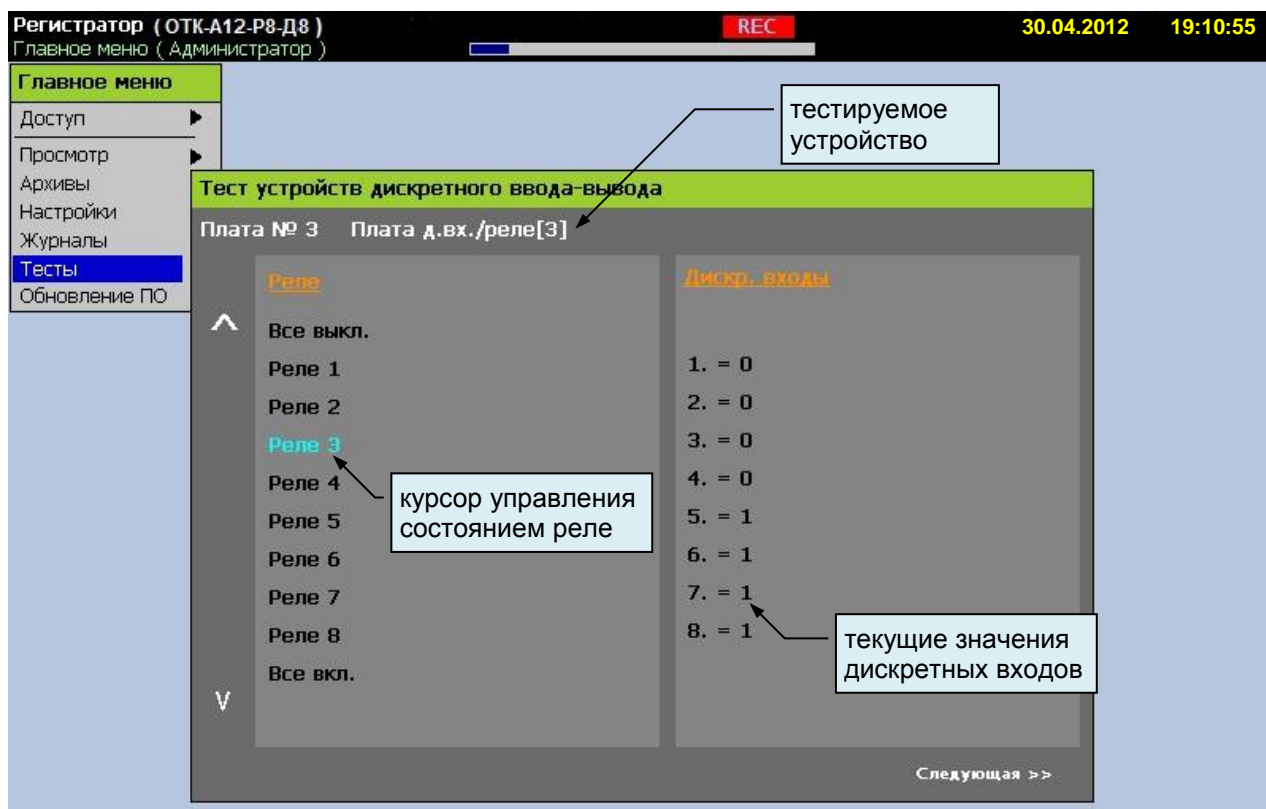 Регистратор ( ОТК-А12-Р8-Д8 )
REC
30.04.2012 19:10:55
Главное меню ( Администратор )
Главное меню
Доступ
Просмотр
Архивы
Настройки
Журналы
Тесты
Обновление ПО
тестируемое
устройство
Тест устройств дискретного ввода-вывода
Плата № 3 Плата д.вх./реле[3]
Реле
Все выкл.
Реле 1
Реле 2
Реле 3
Реле 4
Реле 5
Реле 6
Реле 7
Реле 8
Все вкл.
курсор управления
состоянием реле
Дискр. входы
1. = 0
2. = 0
3. = 0
4. = 0
5. = 1
6. = 1
7. = 1
8. = 1
текущие значения
дискретных входов
Следующая >>